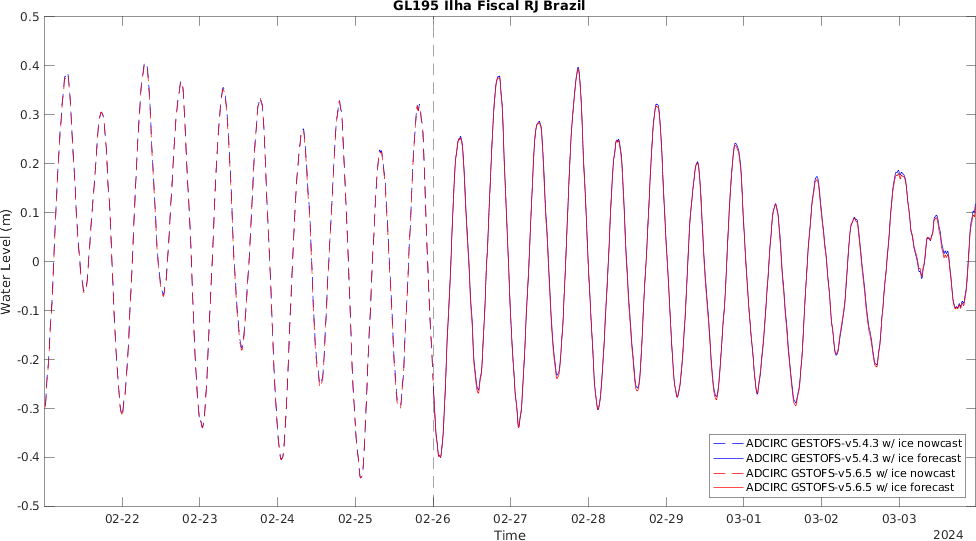 GL195 Ilha Fiscal RJ Brazil
0.5
0.4
0.3
0.2
0.1
0
-0.1
-0.2
-0.3
-0.4
-0.5
Water Level (m)
ADCIRC GESTOFS-v5.4.3 w/ ice nowcast
ADCIRC GESTOFS-v5.4.3 w/ ice forecast
ADCIRC GSTOFS-v5.6.5 w/ ice nowcast
ADCIRC GSTOFS-v5.6.5 w/ ice forecast
02-22 02-23 02-24 02-25 02-26 02-27 02-28 02-29 03-01 03-02 03-03
Time
2024